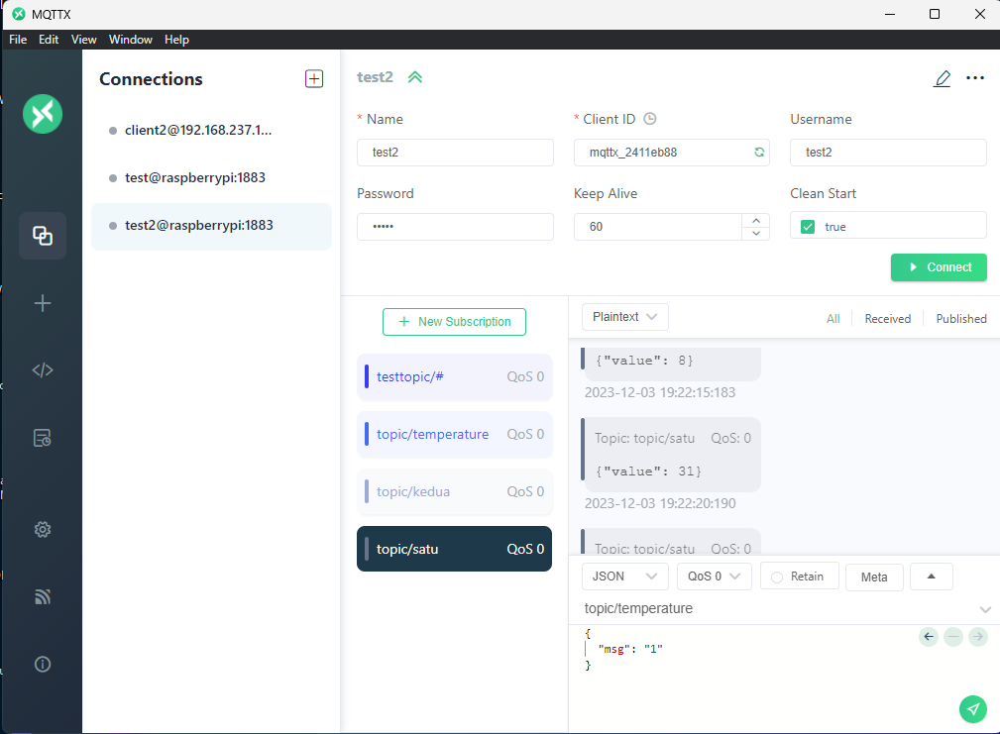 MQTTX
File Edit View Window Help
Connections
client2@192.168.237.1...
test@raspberrypi:1883
test2@raspberrypi:1883
test2
* Name
* Client ID
Username
test2
mqttx_2411eb88
test2
Password
Keep Alive
Clean Start
•••••
60
true
Connect
New Subscription
testtopic/# QoS 0
topic/temperature QoS 0
topic/kedua QoS 0
topic/satu QoS 0
Plaintext
All Received Published
{"value": 8}
2023-12-03 19:22:15:183
Topic: topic/satu QoS: 0
{"value": 31}
2023-12-03 19:22:20:190
Topic: topic/satu QoS: 0
JSON QoS 0 Retain Meta
topic/temperature
{
"msg": "1"
}